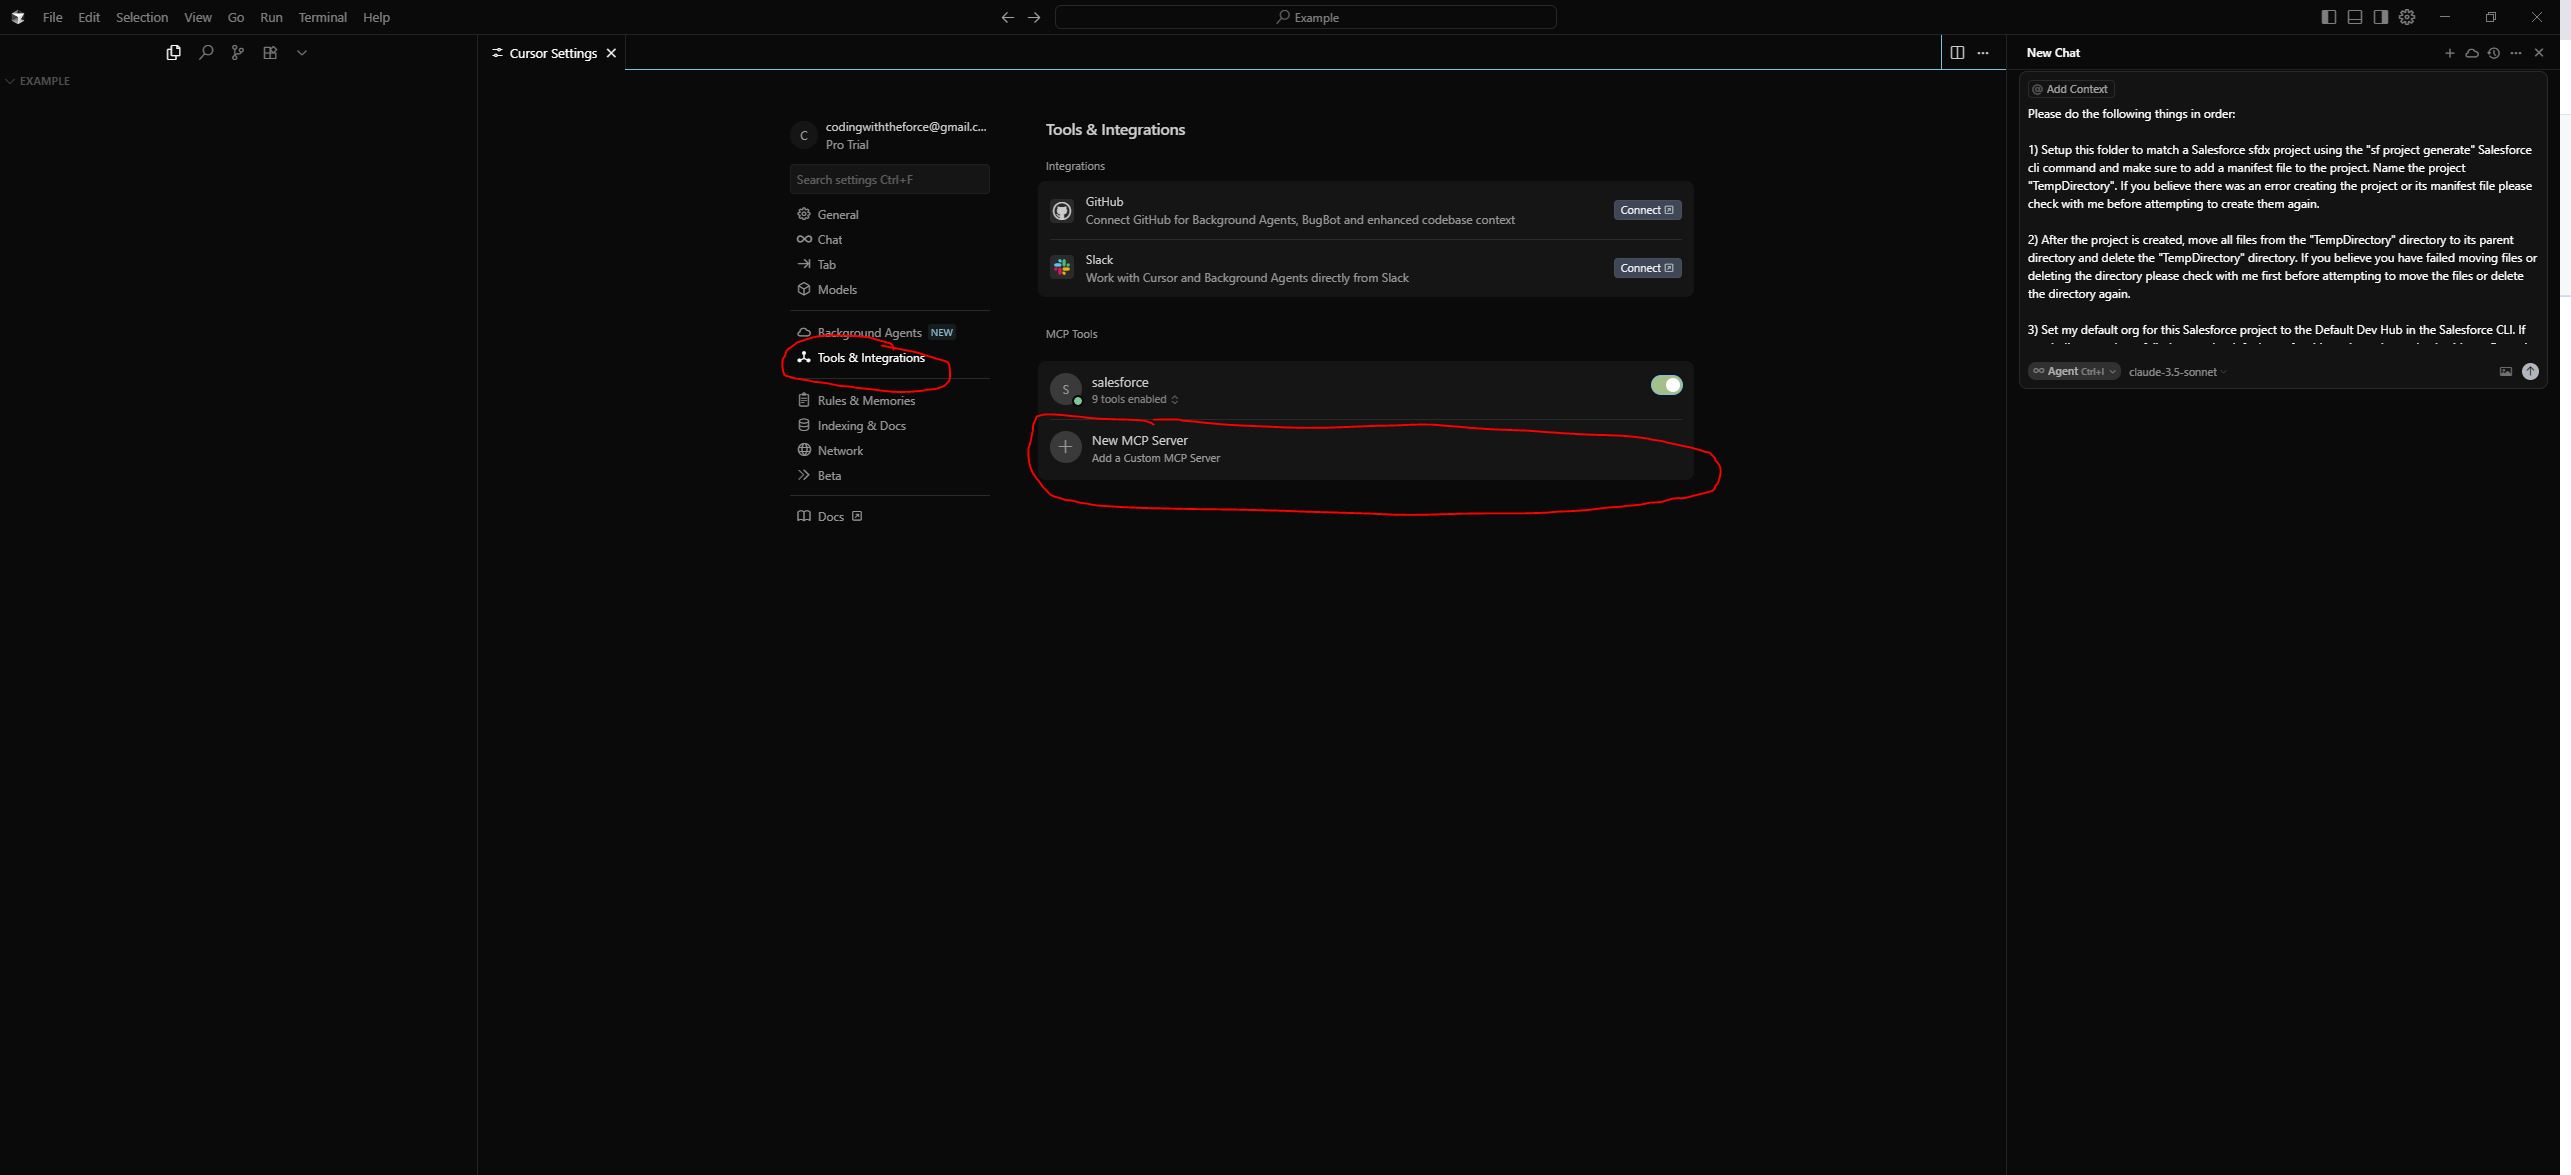 File Edit Selection View Go Run Terminal Help
Example
EXAMPLE
Cursor Settings
codingwiththeforce@gmail.c...
Pro Trial
Search settings Ctrl+F
General
Chat
Tab
Models
Background Agents NEW
Tools & Integrations
Rules & Memories
Indexing & Docs
Network
Beta
Docs
Tools & Integrations
Integrations
GitHub
Connect GitHub for Background Agents, BugBot and enhanced codebase context
Connect
Slack
Work with Cursor and Background Agents directly from Slack
Connect
MCP Tools
S
salesforce
9 tools enabled
New MCP Server
Add a Custom MCP Server
C
New Chat
@ Add Context
Please do the following things in order:
1) Setup this folder to match a Salesforce sfdx project using the "sf project generate" Salesforce
cli command and make sure to add a manifest file to the project. Name the project
"TempDirectory". If you believe there was an error creating the project or its manifest file please
check with me before attempting to create them again.
2) After the project is created, move all files from the "TempDirectory" directory to its parent
directory and delete the "TempDirectory" directory. If you believe you have failed moving files or
deleting the directory please check with me first before attempting to move the files or delete
the directory again.
3) Set my default org for this Salesforce project to the Default Dev Hub in the Salesforce CLI. If
Agent Ctrl+I
claude-3.5-sonnet